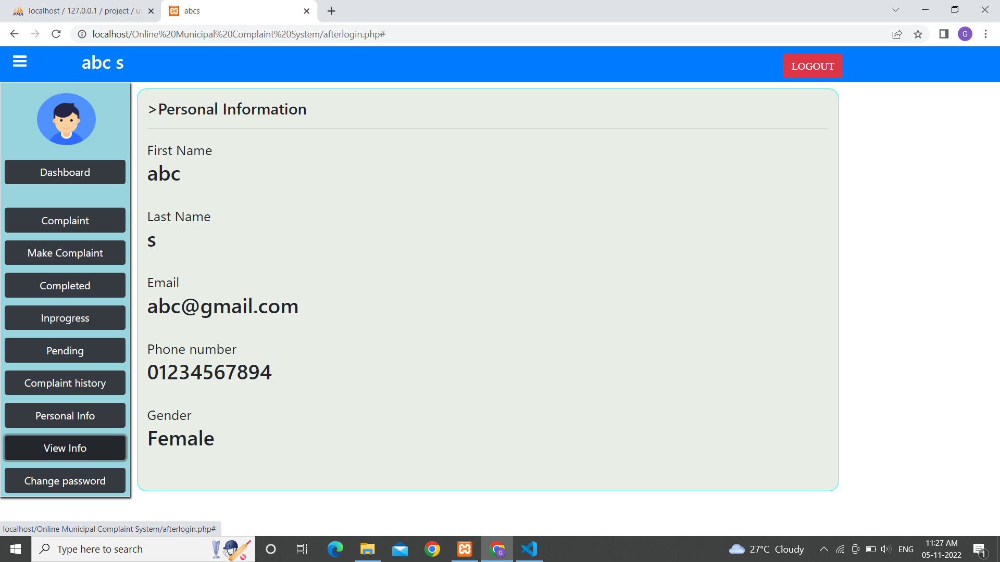 localhost / 127.0.0.1 / project / us
abcs
localhost/Online%20Municipal%20Complaint%20System/afterlogin.php#
G
abc s
LOGOUT
>Personal Information
First Name
abc
Last Name
s
Email
abc@gmail.com
Phone number
01234567894
Gender
Female
Dashboard
Complaint
Make Complaint
Completed
Inprogress
Pending
Complaint history
Personal Info
View Info
Change password
localhost/Online Municipal Complaint System/afterlogin.php#
Type here to search
G
27°C Cloudy
ENG
11:27 AM
05-11-2022
1
PMA